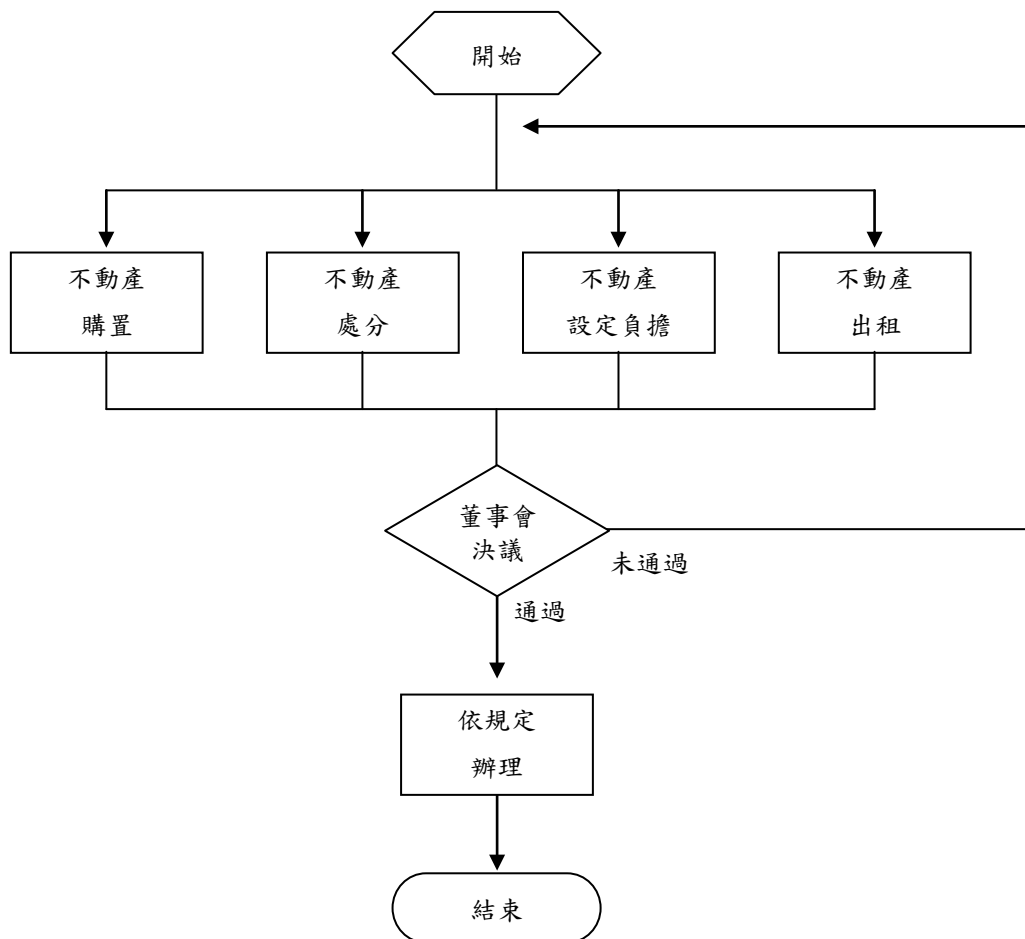 開始
不動產
購置
不動產
處分
不動產
設定負擔
不動產
出租
董事會
決議
未通過
通過
依規定
辦理
結束